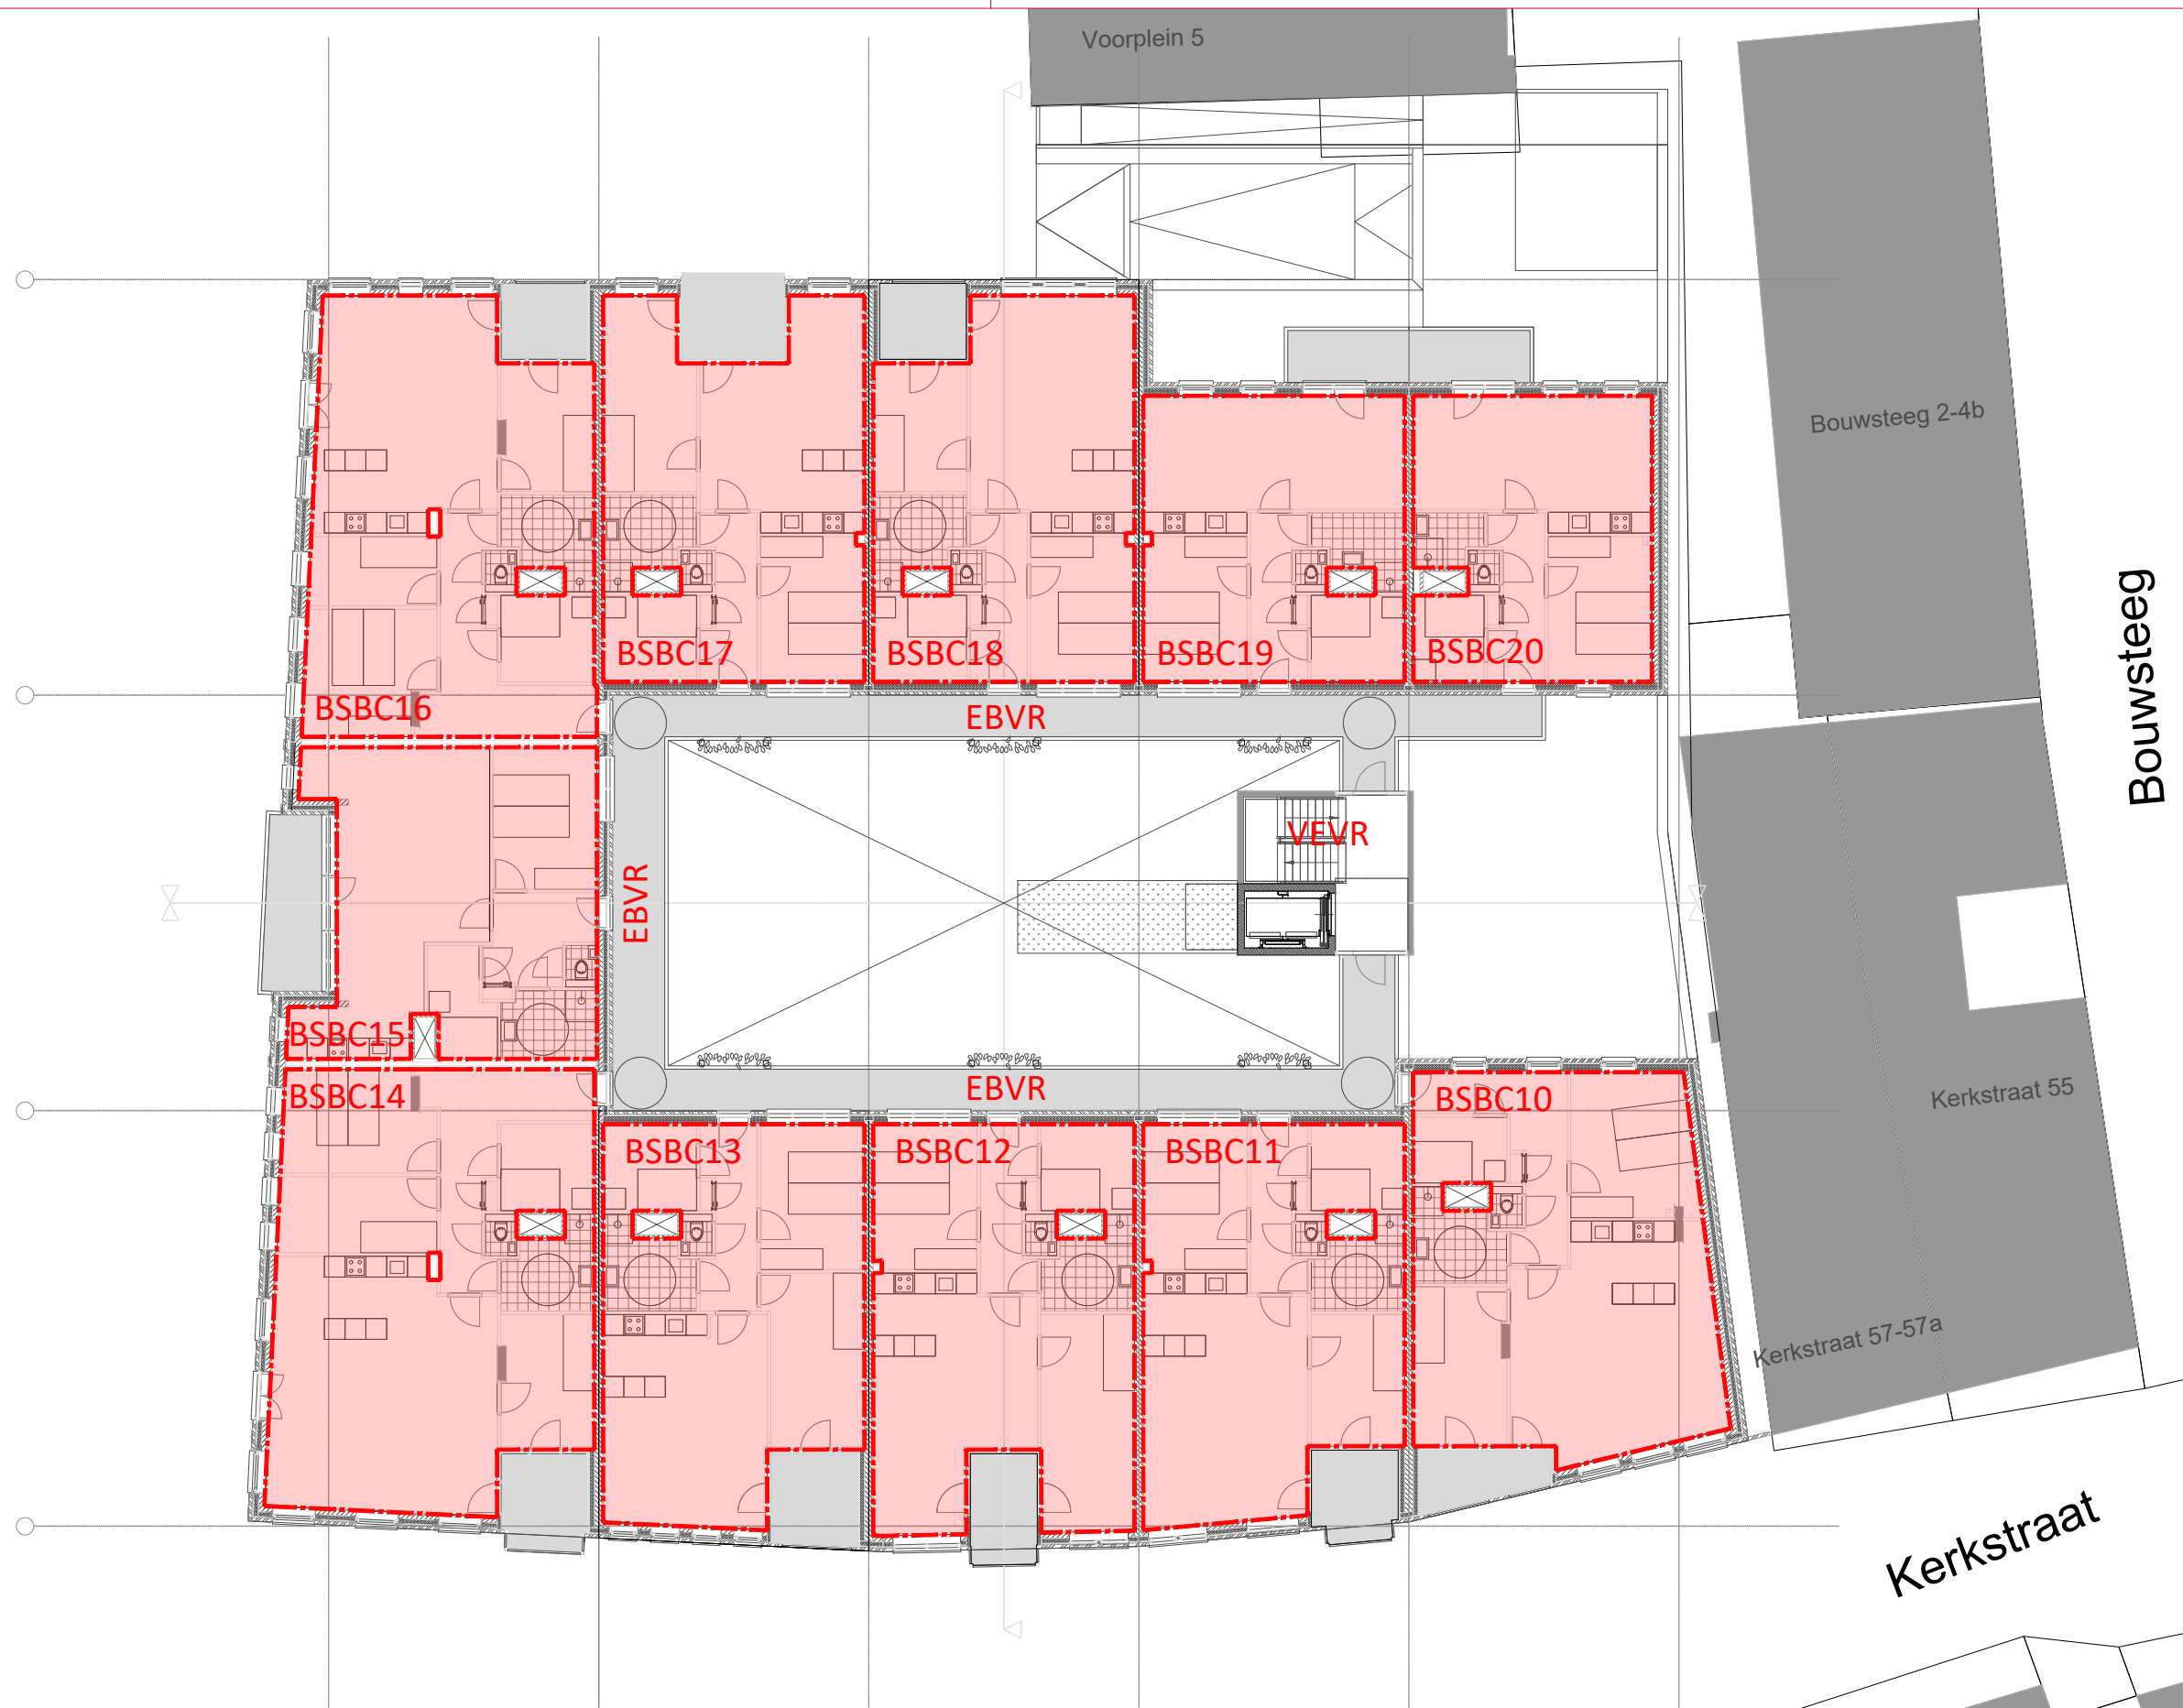 Voorplein 5
Bouwsteeg 2-4b
Bouwsteeg
BSBC17
BSBC18
BSBC19
BSBC20
BSBC16
EBVR
VEVR
EBVR
BSBC15
EBVR
BSBC14
BSBC10
Kerkstraat 55
BSBC13
BSBC12
BSBC11
Kerkstraat 57-57a
Kerkstraat